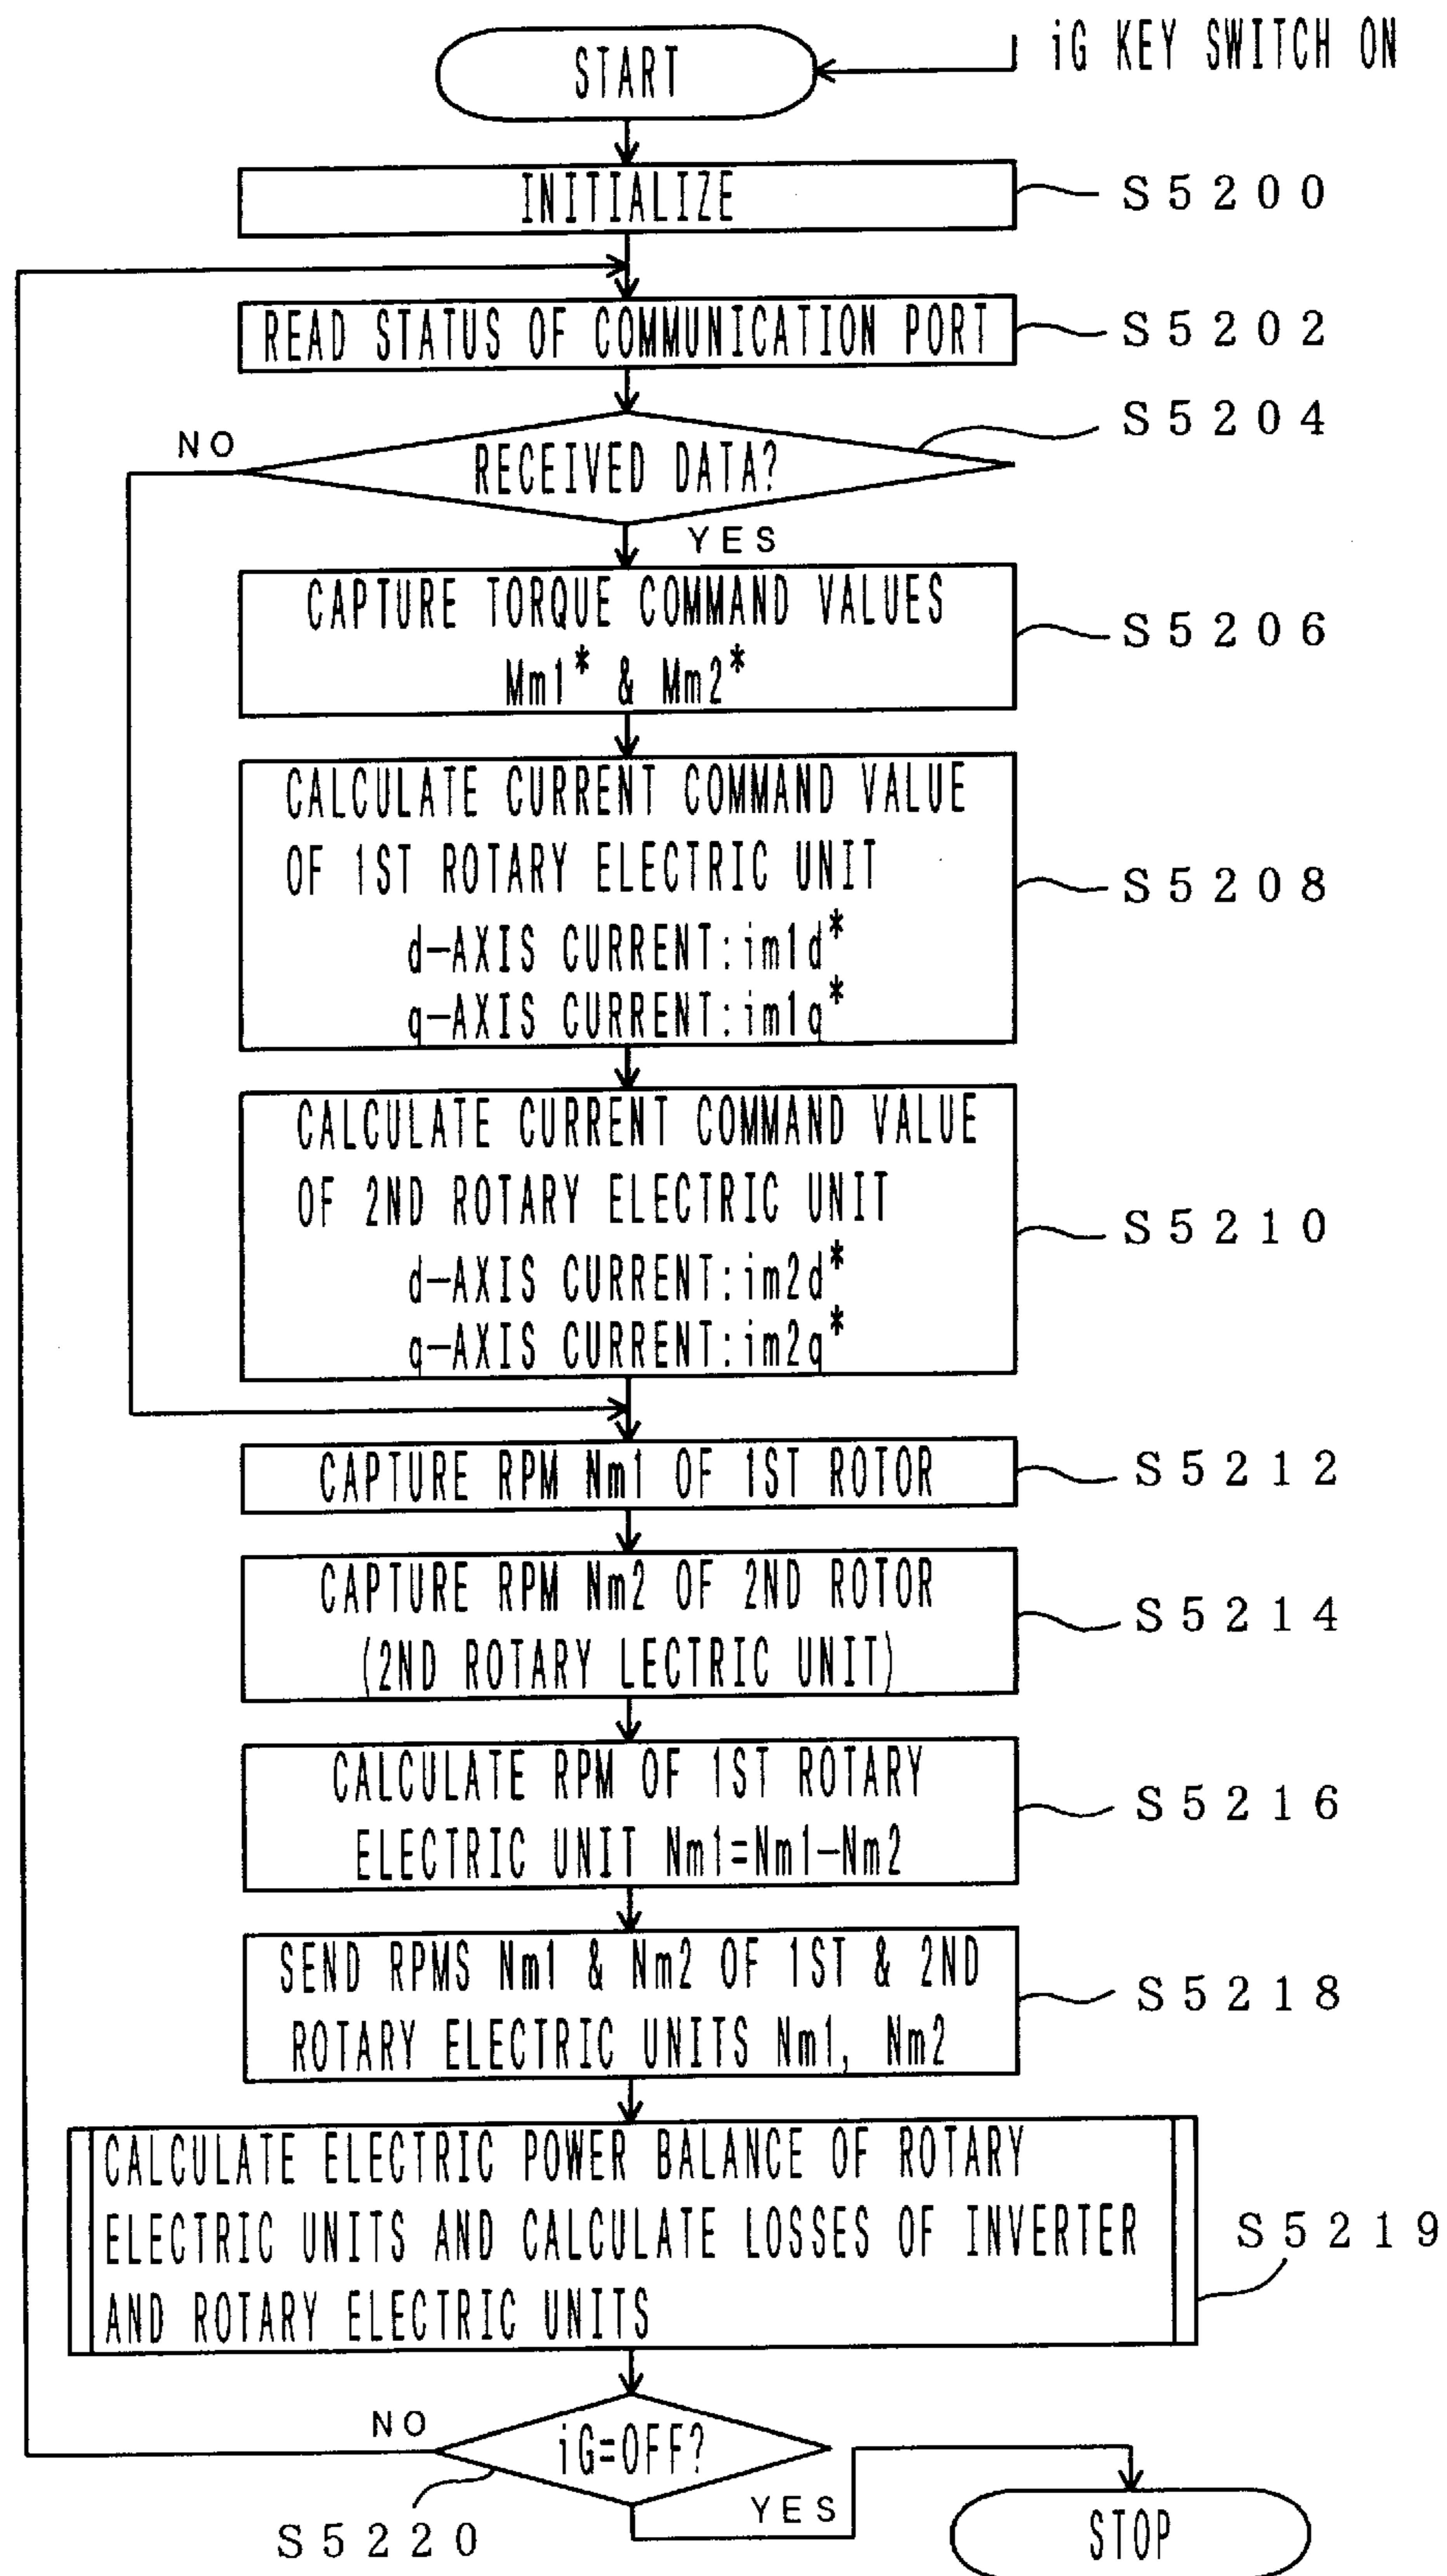 iG KEY SWITCH ON
START
INITIALIZE
S5200
READ STATUS OF COMMUNICATION PORT
S5202
S5204
NO
RECEIVED DATA?
YES
CAPTURE TORQUE COMMAND VALUES
Mm1* & Mm2*
S5206
CALCULATE CURRENT COMMAND VALUE
OF 1ST ROTARY ELECTRIC UNIT
d-AXIS CURRENT:im1d*
q-AXIS CURRENT:im1q*
S5208
CALCULATE CURRENT COMMAND VALUE
OF 2ND ROTARY ELECTRIC UNIT
d-AXIS CURRENT:im2d*
q-AXIS CURRENT:im2q*
S5210
CAPTURE RPM Nm1 OF 1ST ROTOR
S5212
CAPTURE RPM Nm2 OF 2ND ROTOR
(2ND ROTARY LECTRIC UNIT)
S5214
CALCULATE RPM OF 1ST ROTARY
ELECTRIC UNIT Nm1=Nm1-Nm2
S5216
SEND RPMS Nm1 & Nm2 OF 1ST & 2ND
ROTARY ELECTRIC UNITS Nm1, Nm2
S5218
CALCULATE ELECTRIC POWER BALANCE OF ROTARY
ELECTRIC UNITS AND CALCULATE LOSSES OF INVERTER
AND ROTARY ELECTRIC UNITS
S5219
NO
iG=OFF?
YES
S5220
STOP